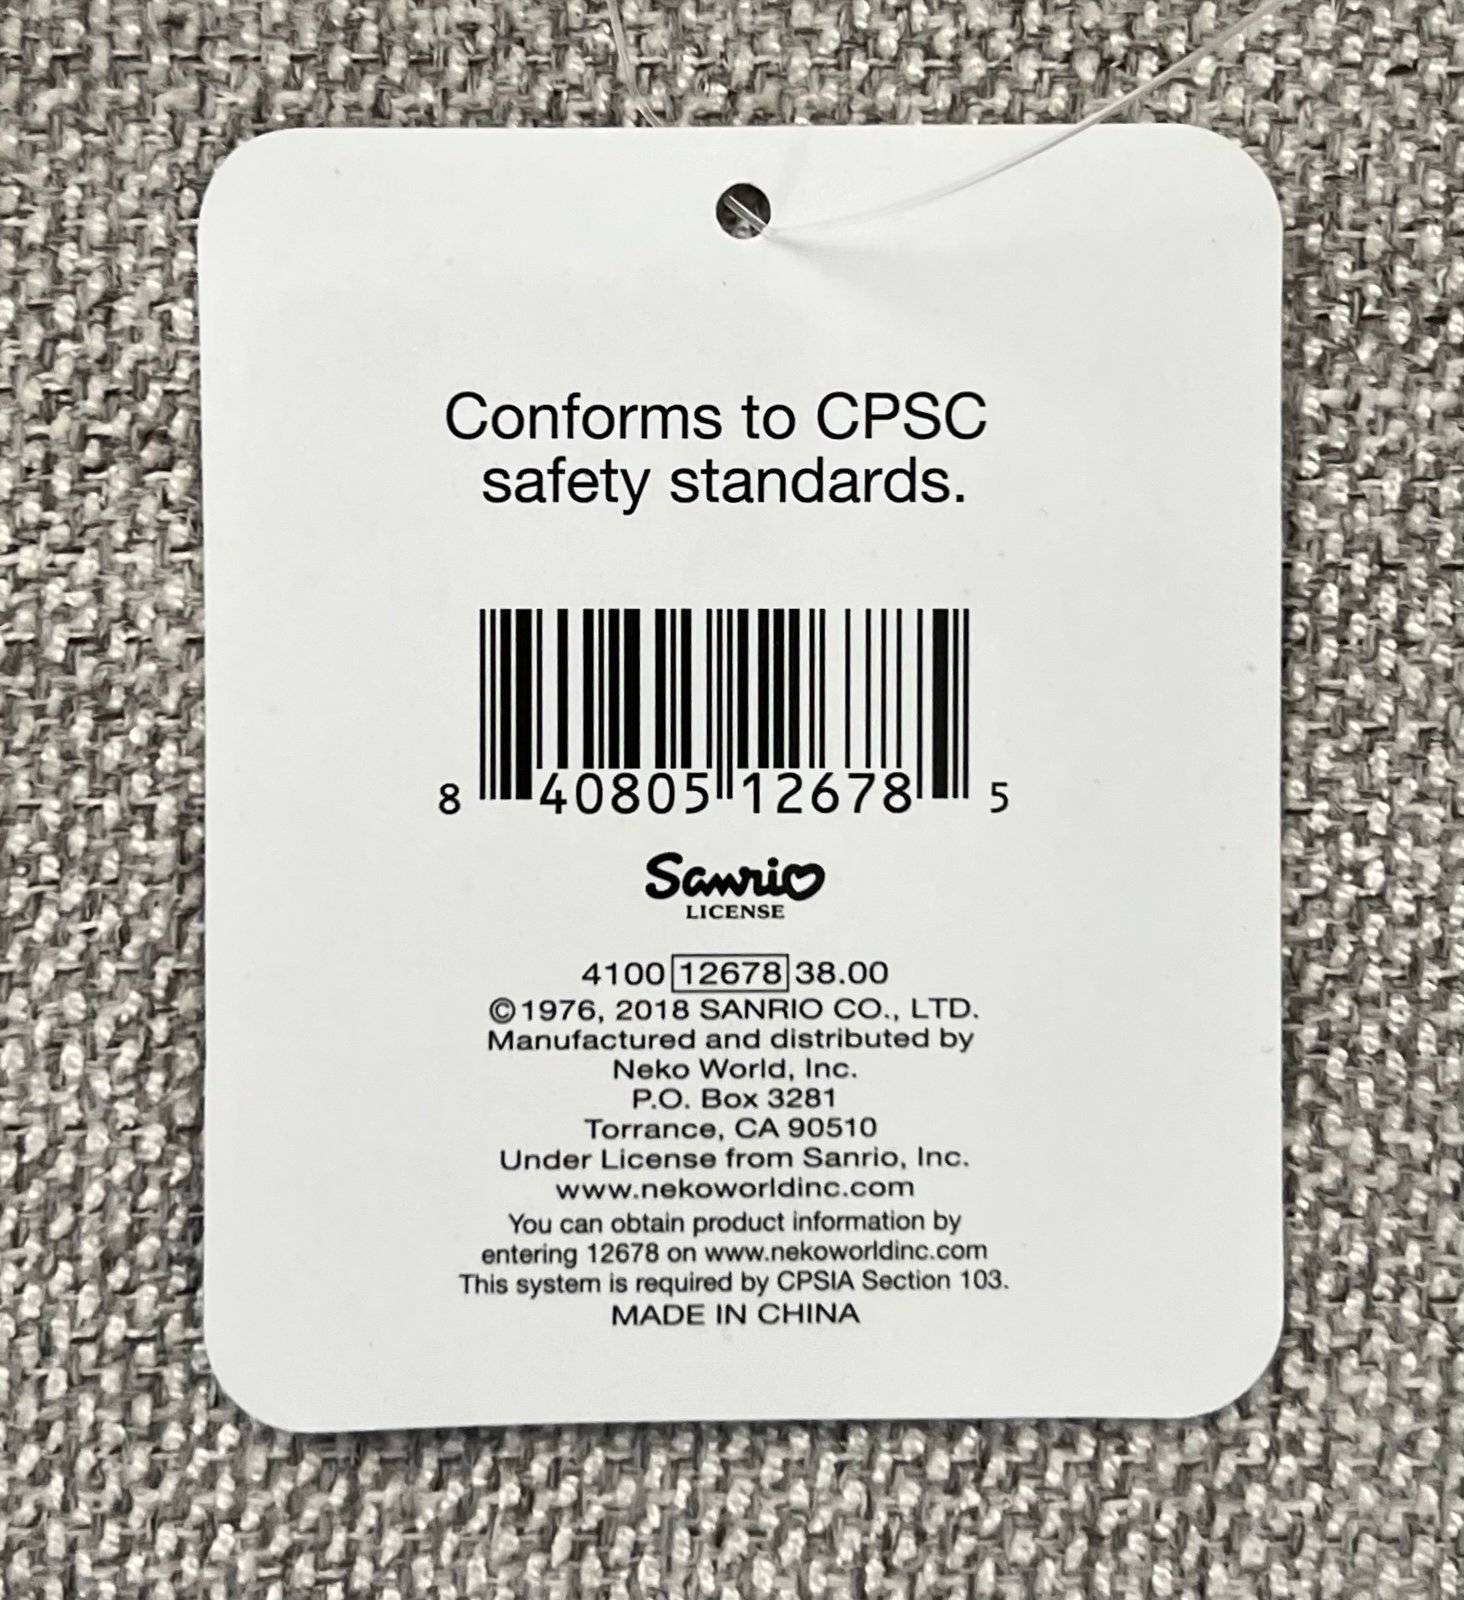 Conforms to CPSC
safety standards.
8 40805 12678 5
Sanrio
LICENSE
4100 12678 38.00
©1976, 2018 SANRIO CO., LTD.
Manufactured and distributed by
Neko World, Inc.
P.O. Box 3281
Torrance, CA 90510
Under License from Sanrio, Inc.
www.nekoworldinc.com
You can obtain product information by
entering 12678 on www.nekoworldinc.com
This system is required by CPSIA Section 103.
MADE IN CHINA